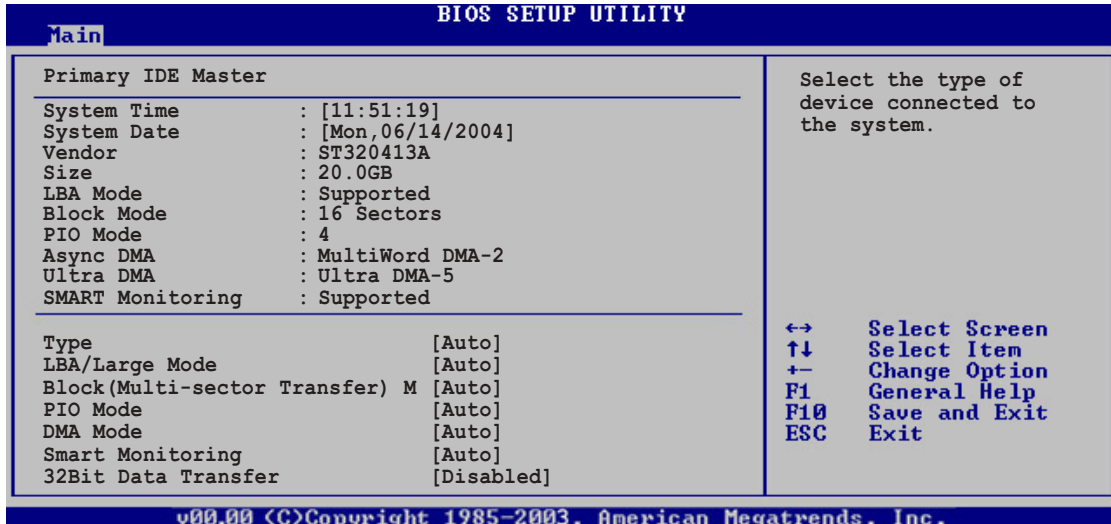 BIOS SETUP UTILITY
Main
Primary IDE Master
System Time : [11:51:19]
System Date : [Mon,06/14/2004]
Vendor : ST320413A
Size : 20.0GB
LBA Mode : Supported
Block Mode : 16 Sectors
PIO Mode : 4
Async DMA : MultiWord DMA-2
Ultra DMA : Ultra DMA-5
SMART Monitoring : Supported
Type [Auto]
LBA/Large Mode [Auto]
Block(Multi-sector Transfer) M [Auto]
PIO Mode [Auto]
DMA Mode [Auto]
Smart Monitoring [Auto]
32Bit Data Transfer [Disabled]
Select the type of
device connected to
the system.
←→ Select Screen
↑↓ Select Item
+- Change Option
F1 General Help
F10 Save and Exit
ESC Exit
v00.00 (C)Copyright 1985-2003, American Megatrends, Inc.